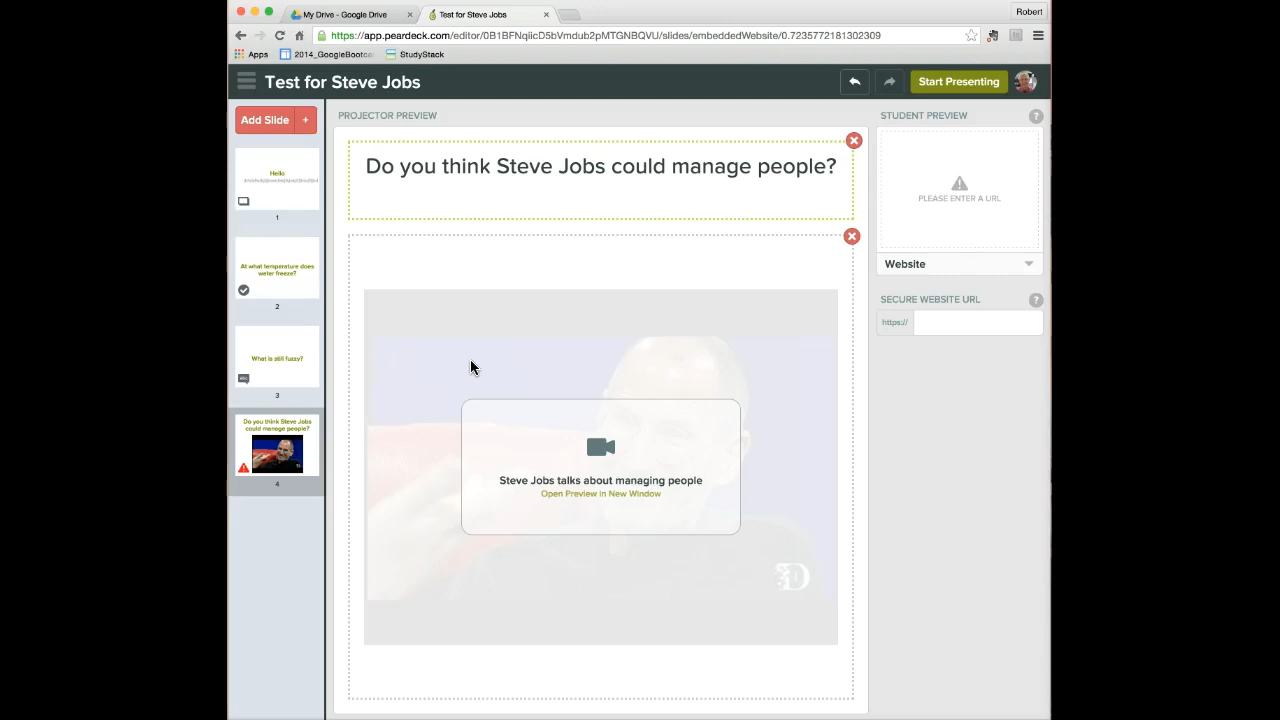 My Drive - Google Drive
Test for Steve Jobs
Robert
https://app.peardeck.com/editor/0B1BFNqiicD5bVmdub2pMTGNBQVU/slides/embeddedWebsite/0.7235772181302309
Apps
2014_GoogleBootca
StudyStack
Test for Steve Jobs
Start Presenting
Add Slide +
Hello
1
At what temperature does
water freeze?
2
What is still fuzzy?
abc
3
Do you think Steve Jobs
could manage people?
4
PROJECTOR PREVIEW
Do you think Steve Jobs could manage people?
Steve Jobs talks about managing people
Open Preview in New Window
D
STUDENT PREVIEW
?
PLEASE ENTER A URL
Website
SECURE WEBSITE URL
?
https://